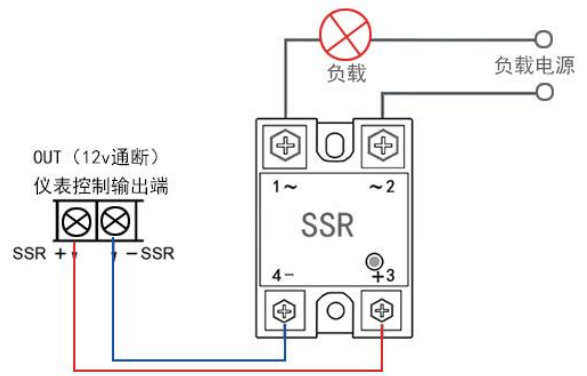 负载
负载电源
OUT（12v通断）
仪表控制输出端
1~
~2
SSR
SSR +
-SSR
4-
+3